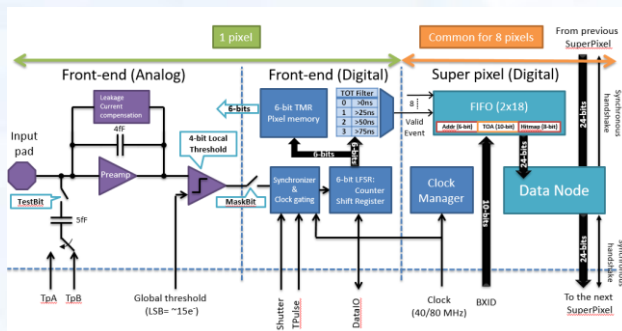 1 pixel
Common for 8 pixels
From previous
SuperPixel
Front-end (Analog)
Front-end (Digital)
Super pixel (Digital)
Synchronous
handshake
24-bits
Leakage
Current
compensation
4fF
Input
pad
Preamp
TestBit
5fF
TpA
TpB
4-bit Local
Threshold
MaskBit
Global threshold
(LSB= ~15e-)
6-bits
6-bit TMR
Pixel memory
TOT Filter
0 >0ns
1 >25ns
2 >50ns
3 >75ns
6-bits
6-bits
Synchronizer
&
Clock gating
6-bit LFSR:
Counter
Shift Register
Shutter
TPulse
DataIO
8
Valid
Event
FIFO (2x18)
Addr (6-bit)
TOA (10-bit)
Hitmap (8-bit)
24-bits
Clock
Manager
10-bits
Data Node
Clock
(40/80 MHz)
BXID
24-bits
Synchronous
handshake
To the next
SuperPixel